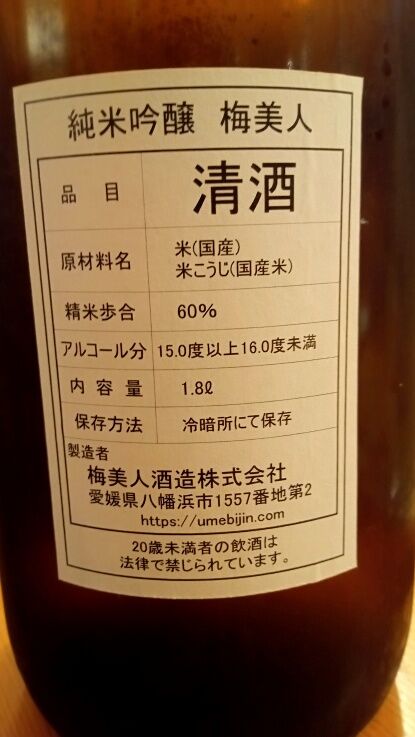 純米吟醸 梅美人
品目 清酒
原材料名 米(国産)
米こうじ(国産米)
精米歩合 60%
アルコール分 15.0度以上16.0度未満
内容量 1.8ℓ
保存方法 冷暗所にて保存
製造者
梅美人酒造株式会社
愛媛県八幡浜市1557番地第2
https://umebijin.com
20歳未満者の飲酒は
法律で禁じられています。